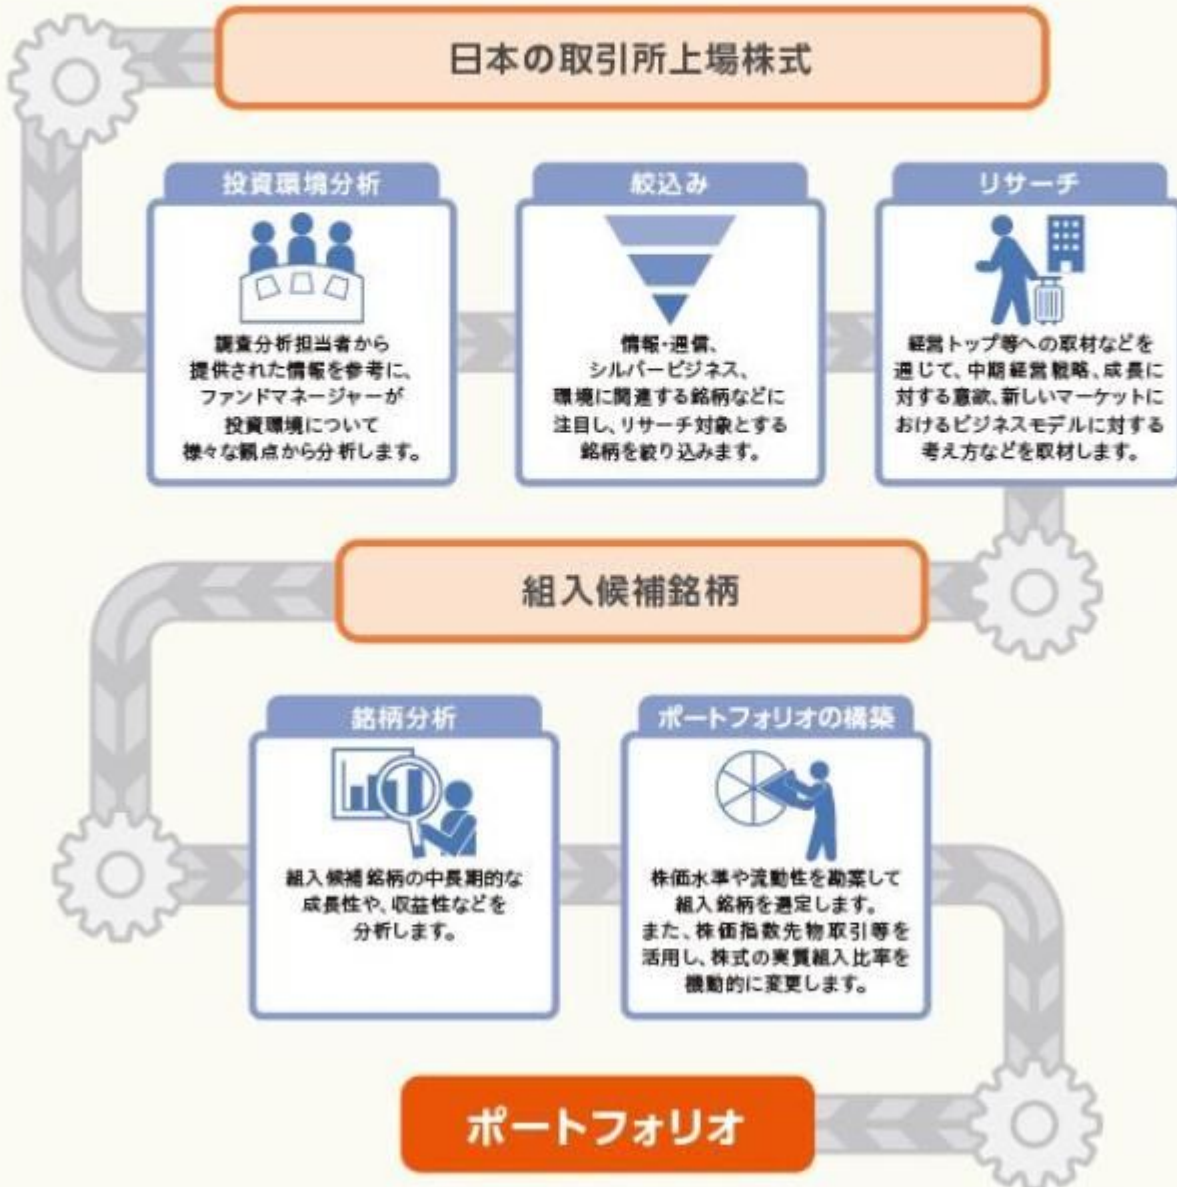 日本の取引所上場株式
投資環境分析
調査分析担当者から
提供された情報を参考に、
ファンドマネージャーが
投資環境について
様々な観点から分析します。
絞込み
情報・通信、
シルバービジネス、
環境に関連する銘柄などに
注目し、リサーチ対象とする
銘柄を絞り込みます。
リサーチ
経営トップ等への取材などを
通じて、中期経営戦略、成長に
対する意欲、新しいマーケットに
おけるビジネスモデルに対する
考え方などを取材します。
組入候補銘柄
銘柄分析
組入候補銘柄の中長期的な
成長性や、収益性などを
分析します。
ポートフォリオの構築
株価水準や流動性を勘案して
組入銘柄を選定します。
また、株価指数先物取引等を
活用し、株式の実質組入比率を
機動的に変更します。
ポートフォリオ